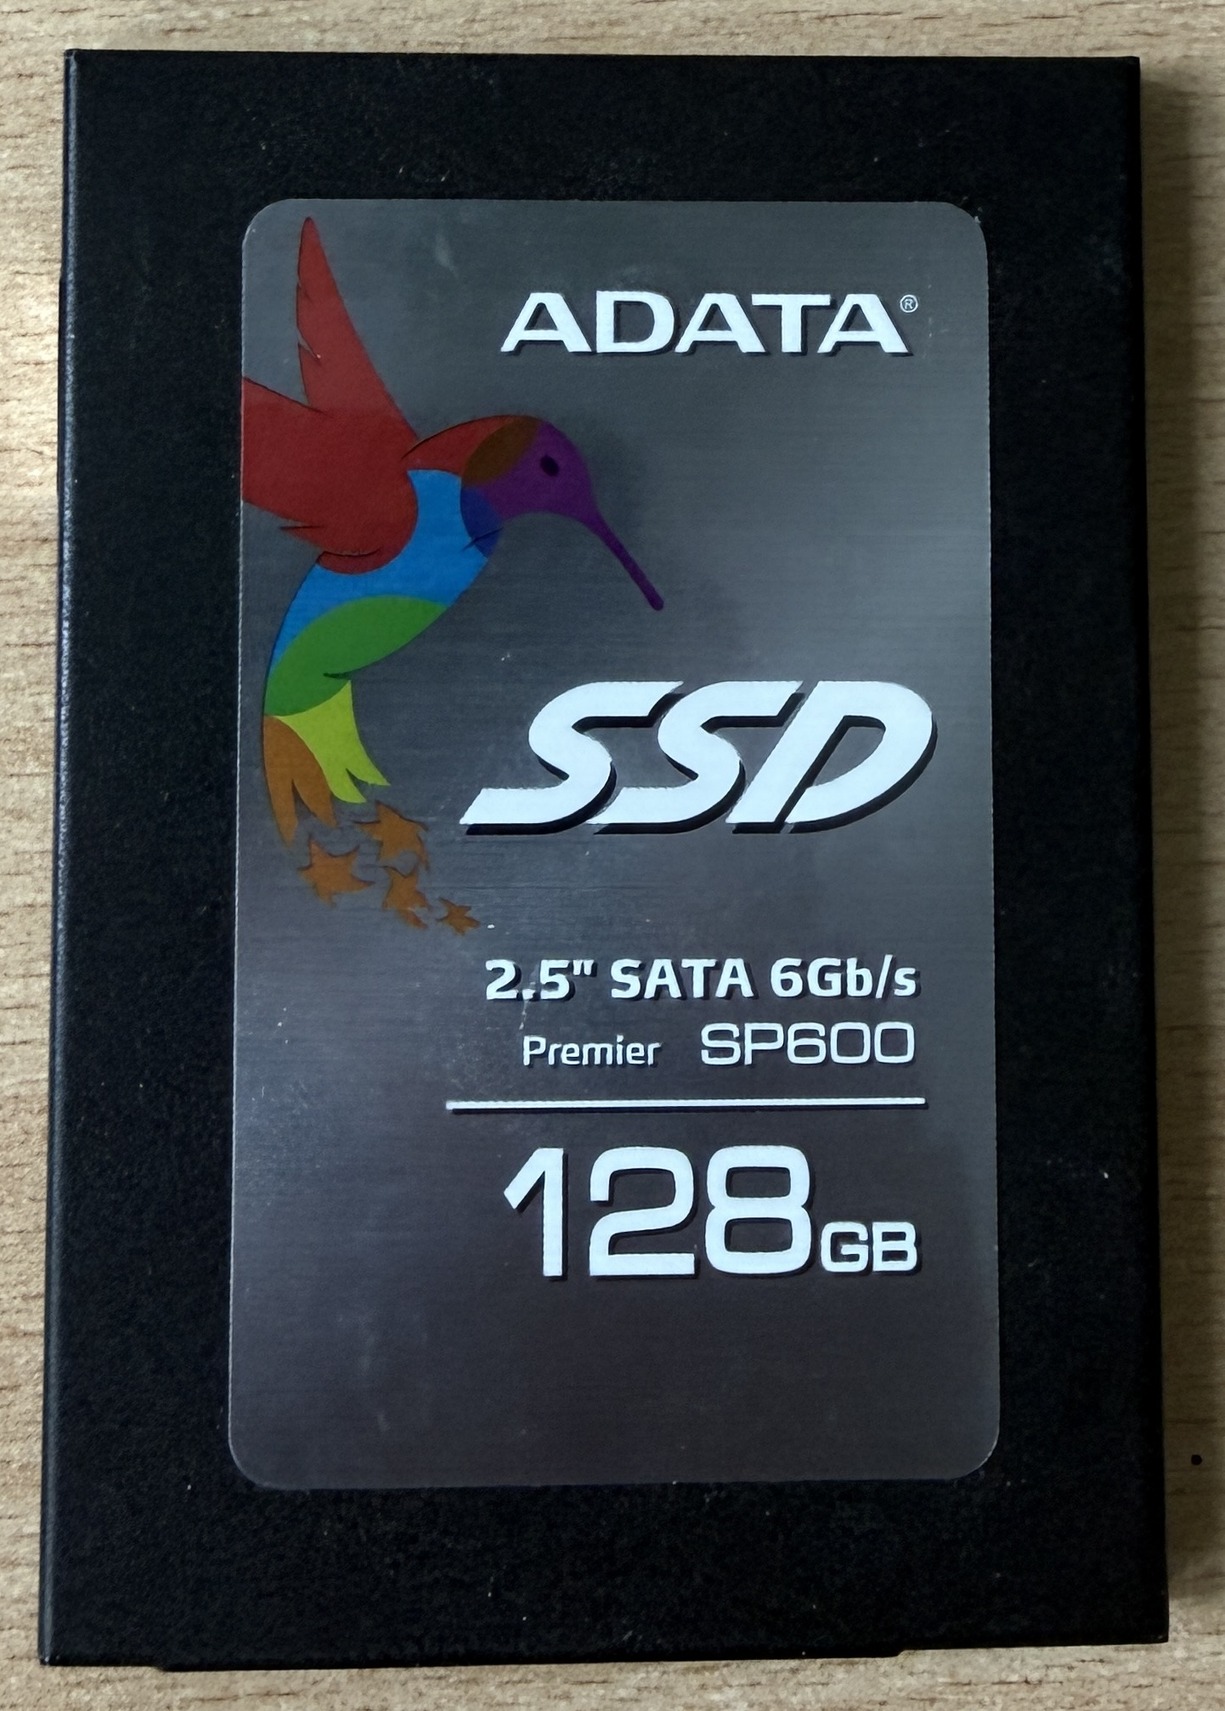 ADATA®
SSD
2.5" SATA 6Gb/s
Premier SP600
128GB